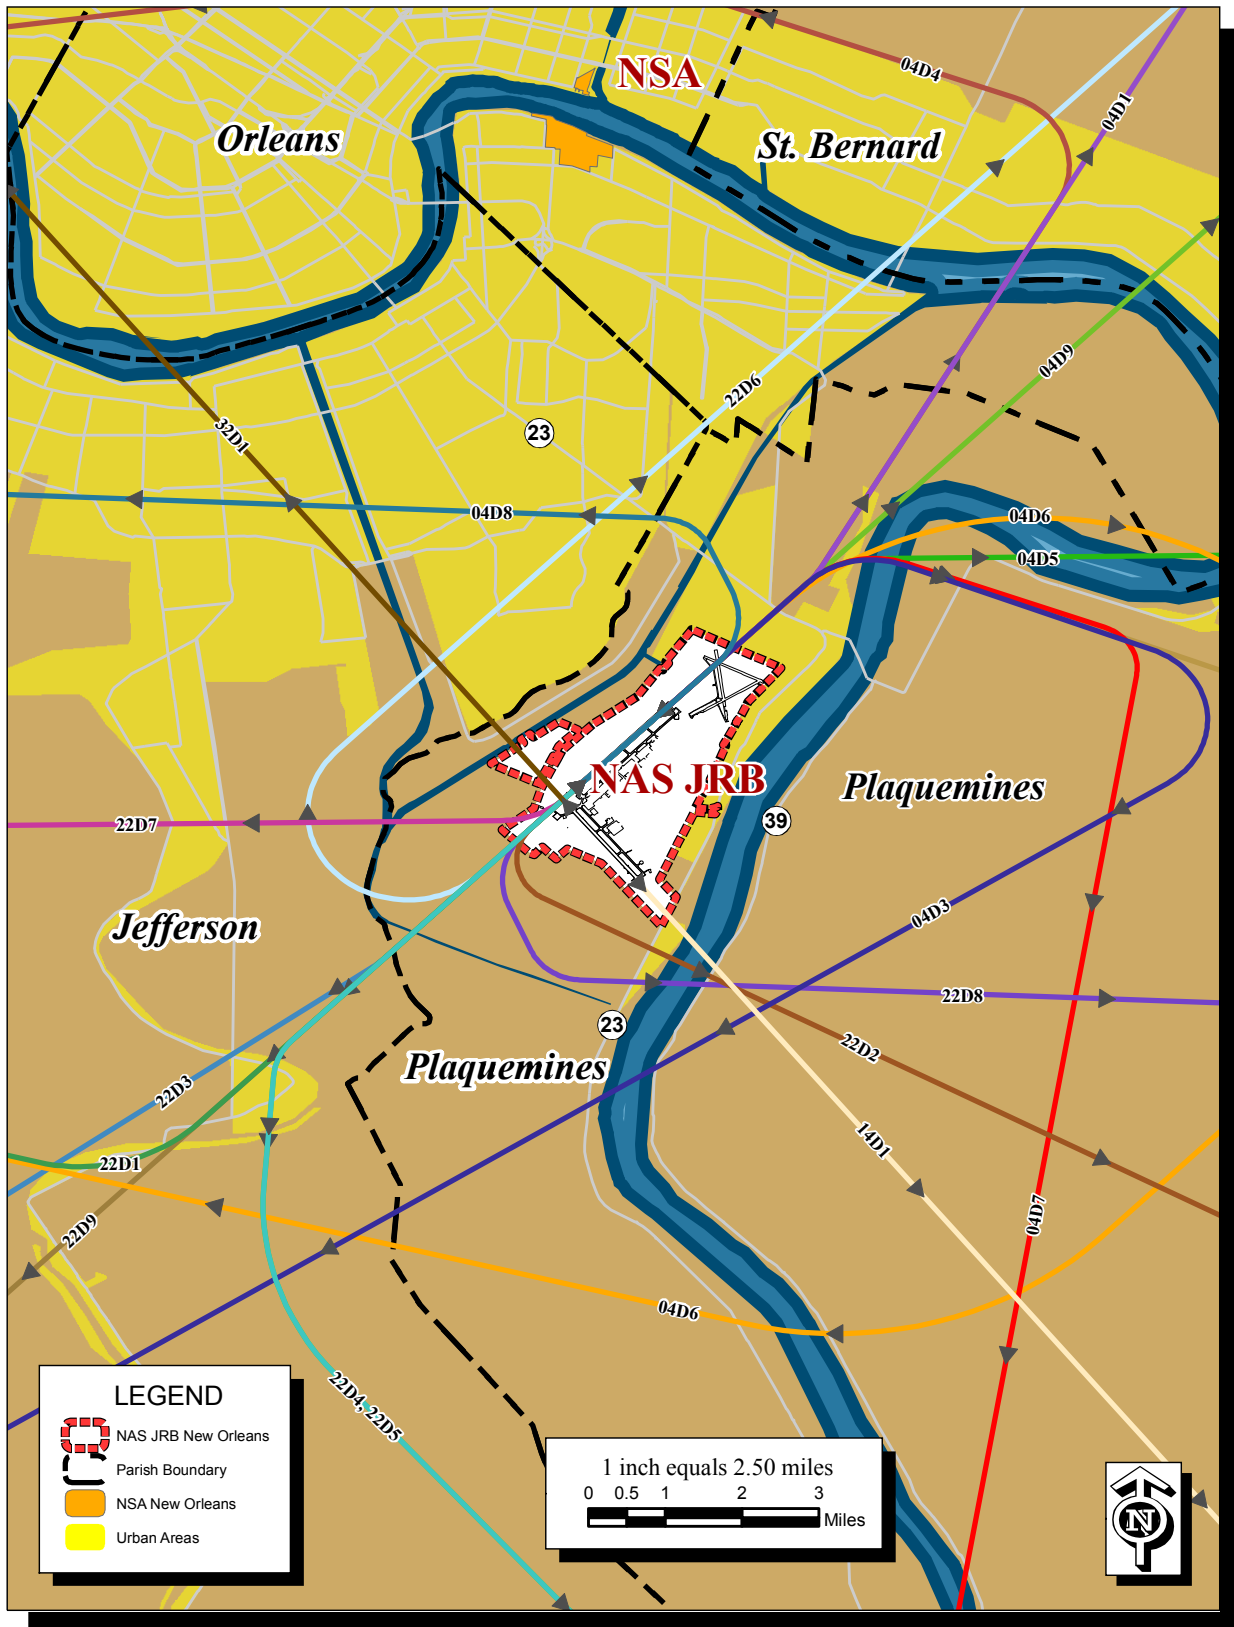 NSA
04D4
04D1
Orleans
St. Bernard
04D9
22D6
32D1
23
04D8
04D6
04D5
NAS JRB
Plaquemines
39
22D7
Jefferson
04D3
22D8
23
22D2
Plaquemines
22D3
14D1
22D1
04D7
22D9
04D6
22D4, 22D5
LEGEND
NAS JRB New Orleans
Parish Boundary
NSA New Orleans
Urban Areas
1 inch equals 2.50 miles
0 0.5 1 2 3
Miles
N